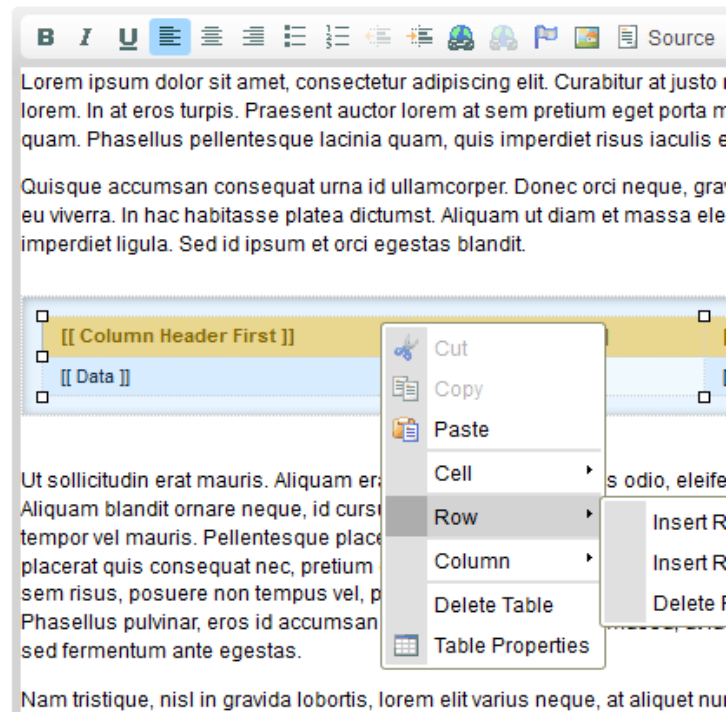 B I U Source
Lorem ipsum dolor sit amet, consectetur adipiscing elit. Curabitur at justo
lorem. In at eros turpis. Praesent auctor lorem at sem pretium eget porta
quam. Phasellus pellentesque lacinia quam, quis imperdiet risus iaculis
Quisque accumsan consequat urna id ullamcorper. Donec orci neque,
eu viverra. In hac habitasse platea dictumst. Aliquam ut diam et massa
imperdiet ligula. Sed id ipsum et orci egestas blandit.
[[ Column Header First ]]
[[ Data ]]
Cut
Copy
Paste
Cell
Row
Column
Delete Table
Table Properties
Insert
Insert
Delete
Ut sollicitudin erat mauris. Aliquam odio,
Aliquam blandit ornare neque, id
tempor vel mauris. Pellentesque
placerat quis consequat nec, pretium
sem risus, posuere non tempus vel,
Phasellus pulvinar, eros id accumsan
sed fermentum ante egestas.
Nam tristique, nisl in gravida lobortis, lorem elit varius neque, at aliquet